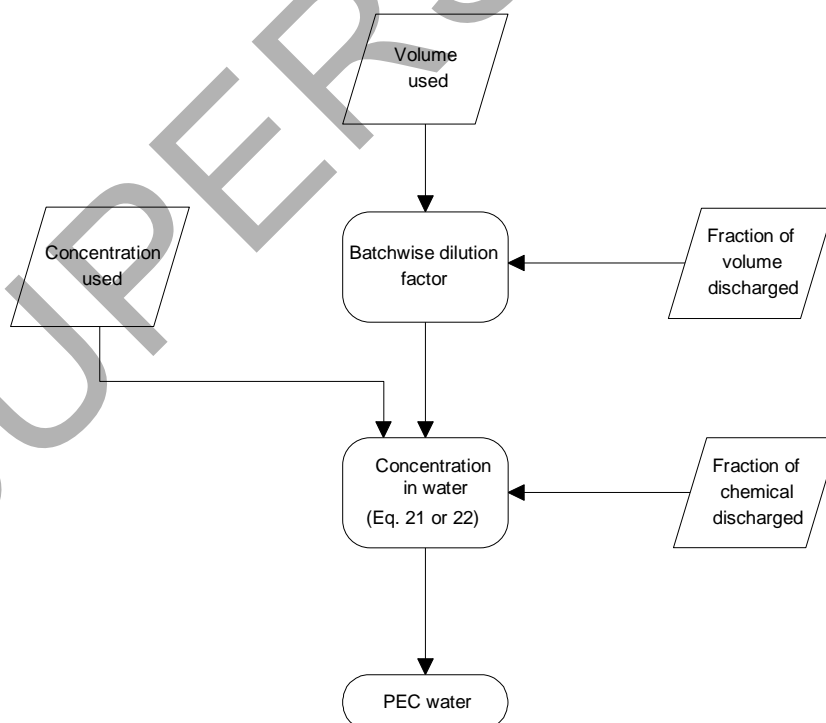 Volume
used
Concentration
used
Batchwise dilution
factor
Fraction of
volume
discharged
Concentration
in water
(Eq. 21 or 22)
Fraction of
chemical
discharged
PEC water
UPERS